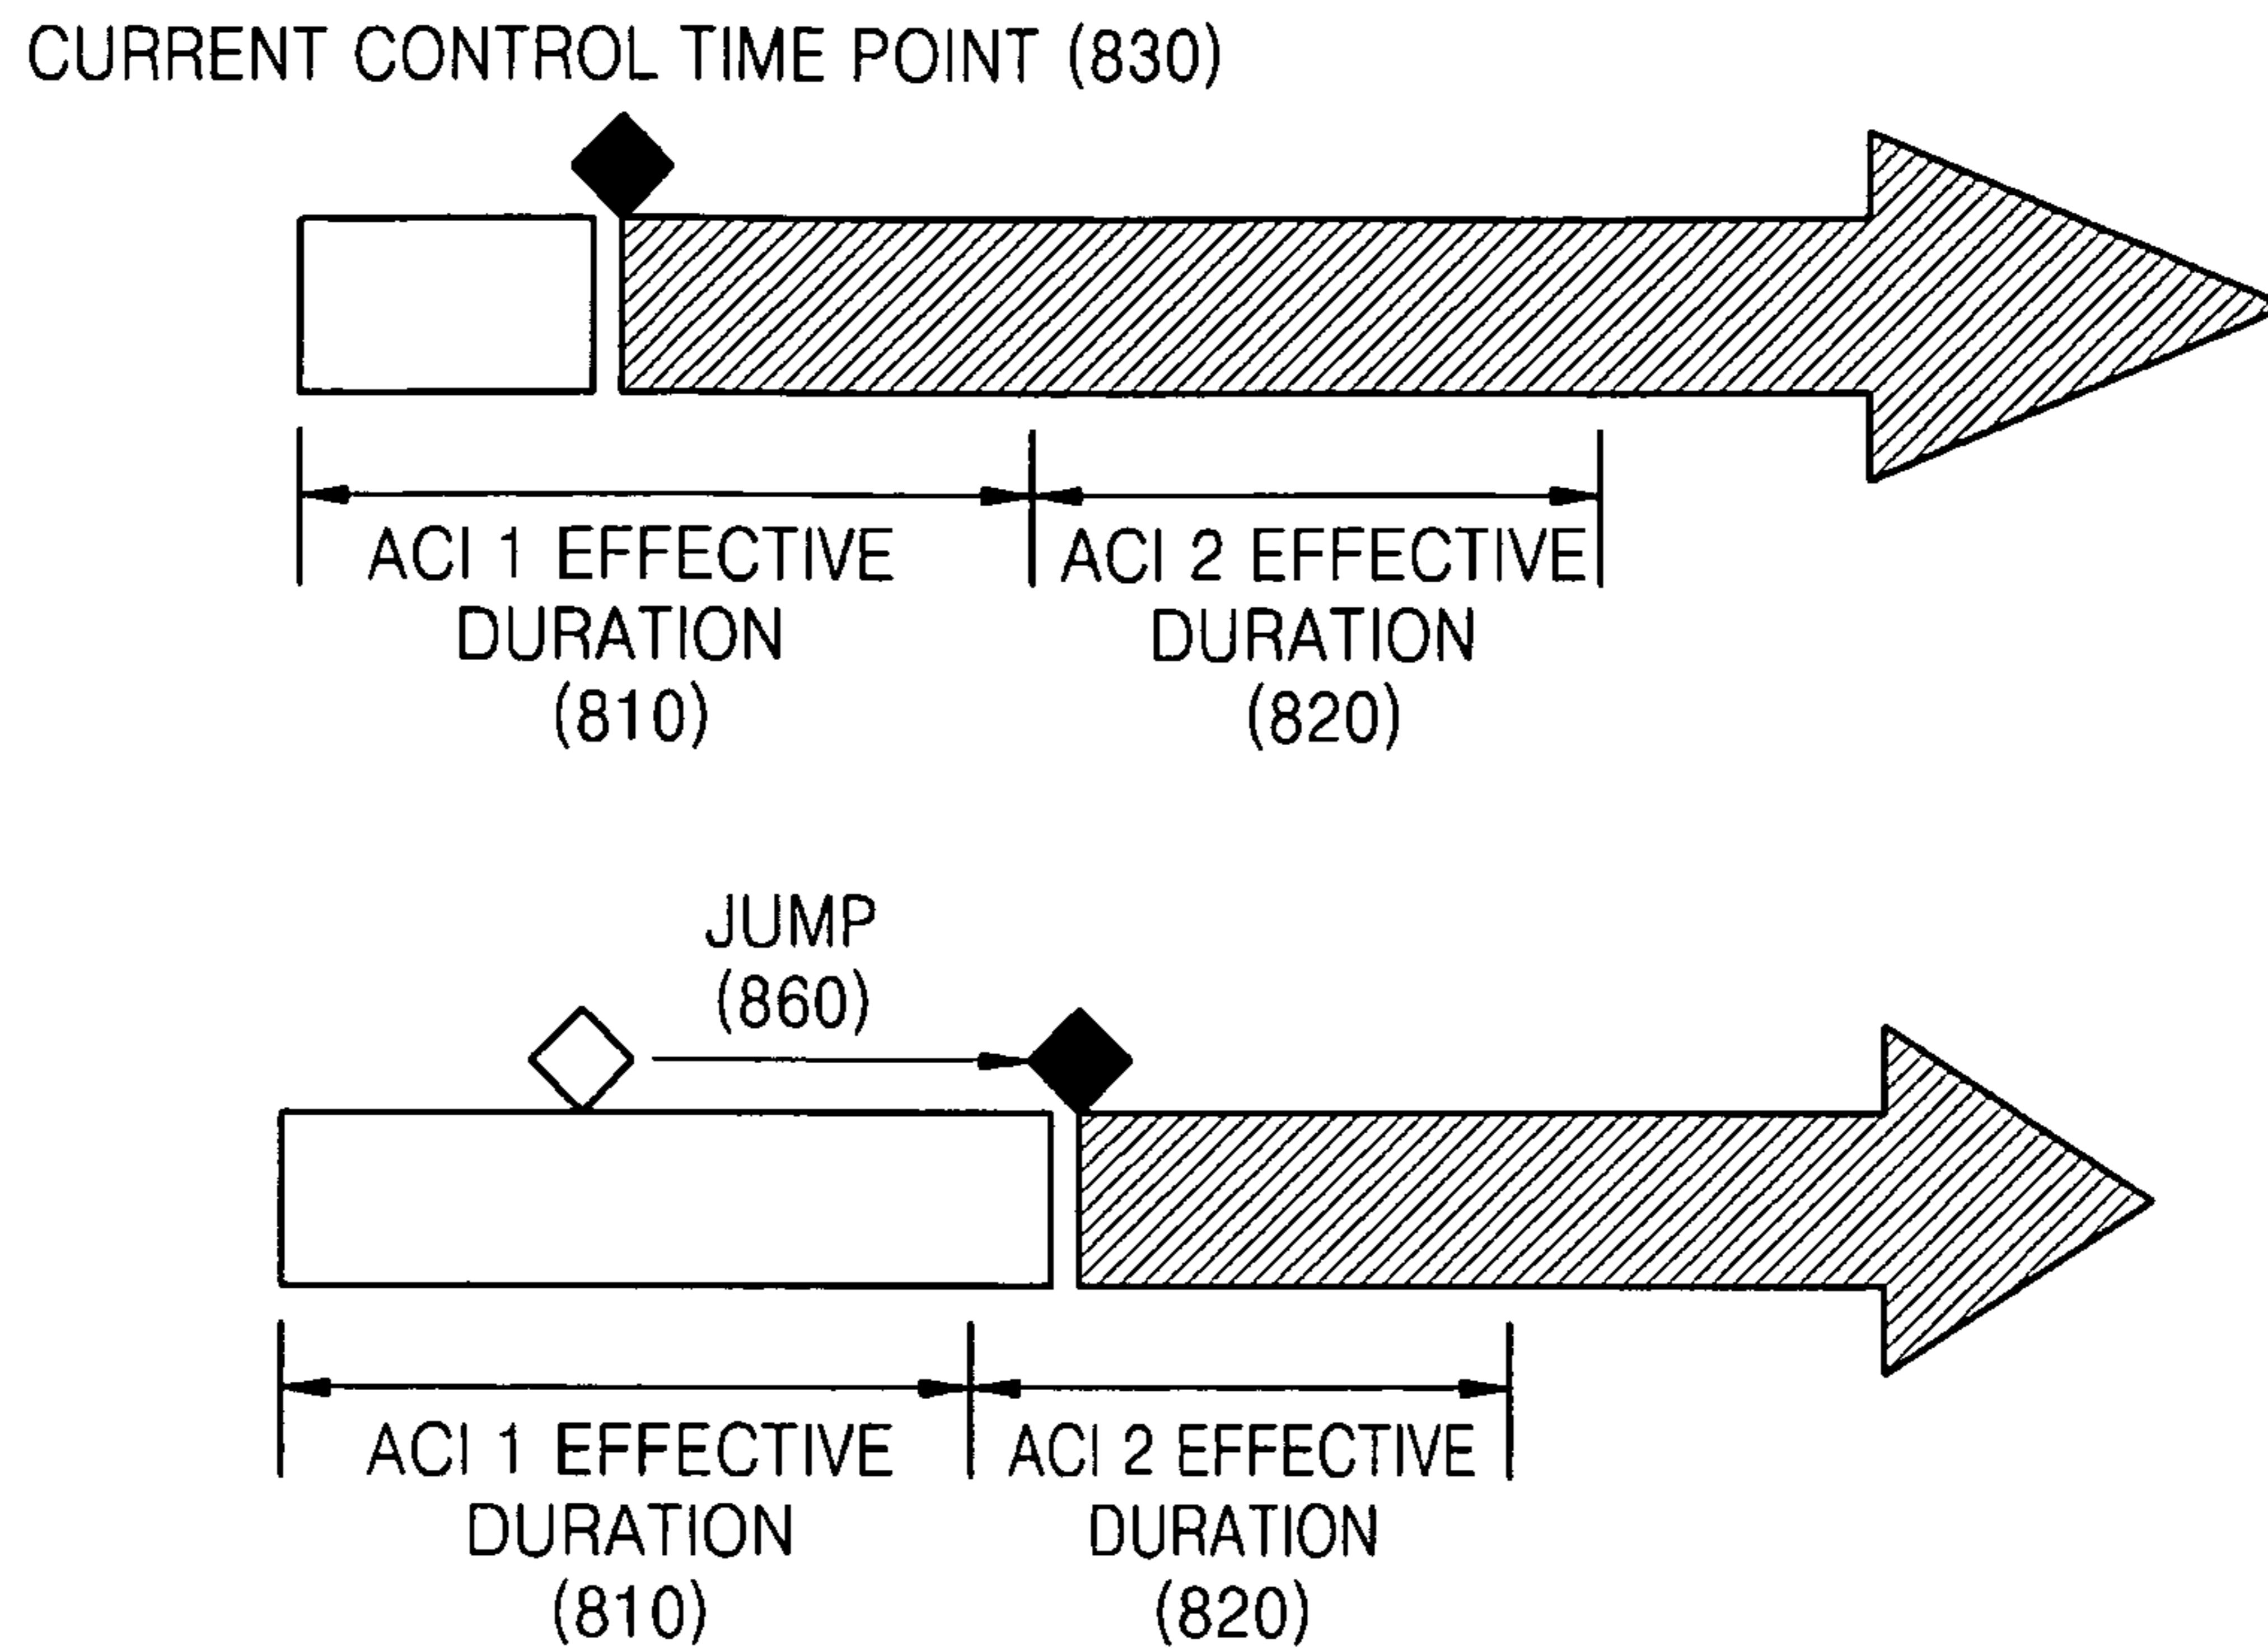 CURRENT CONTROL TIME POINT (830)
ACI 1 EFFECTIVE
DURATION
(810)
ACI 2 EFFECTIVE
DURATION
(820)
JUMP
(860)
ACI 1 EFFECTIVE
DURATION
(810)
ACI 2 EFFECTIVE
DURATION
(820)